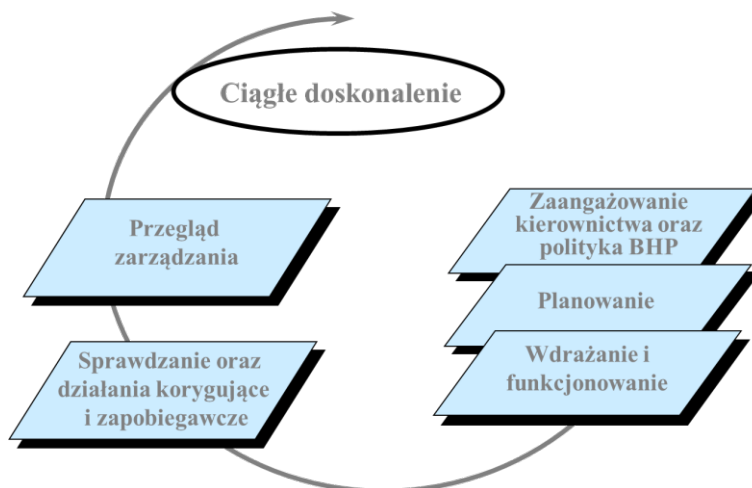 Ciągłe doskonalenie
Przegląd
zarządzania
Zaangażowanie
kierownictwa oraz
polityka BHP
Planowanie
Sprawdzanie oraz
działania korygujące
i zapobiegawcze
Wdrażanie i
funkcjonowanie